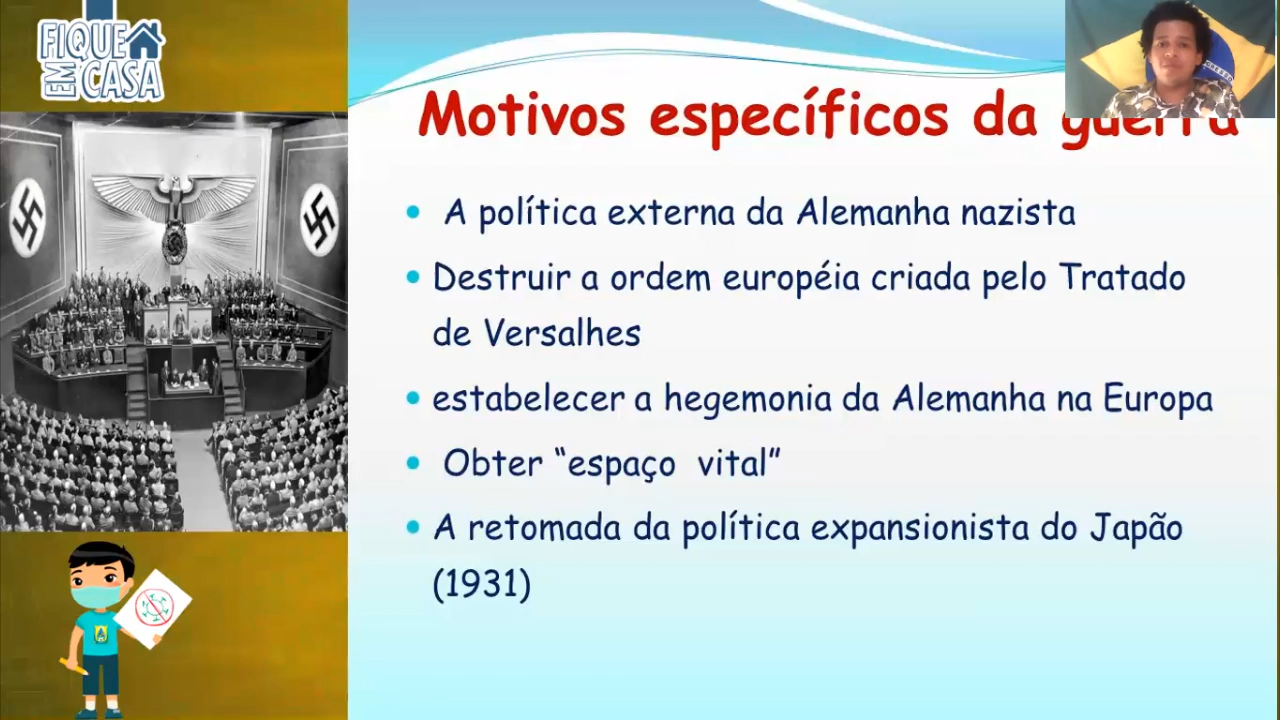 FIQUE
EM CASA
Motivos específicos da guerra
A política externa da Alemanha nazista
Destruir a ordem européia criada pelo Tratado
de Versalhes
estabelecer a hegemonia da Alemanha na Europa
Obter “espaço vital”
A retomada da política expansionista do Japão
(1931)